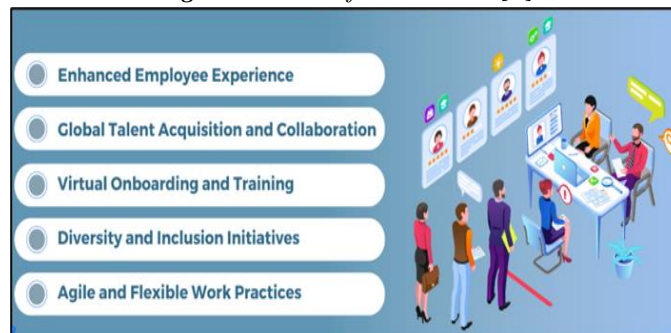 Enhanced Employee Experience
Global Talent Acquisition and Collaboration
Virtual Onboarding and Training
Diversity and Inclusion Initiatives
Agile and Flexible Work Practices